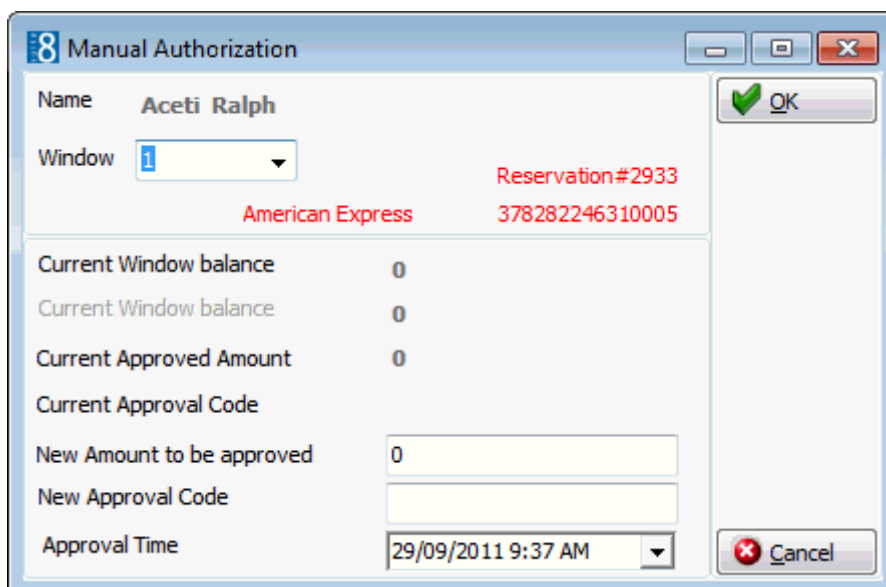 8 Manual Authorization
Name Aceti Ralph
OK
Window 1
Reservation#2933
American Express 378282246310005
Current Window balance 0
Current Window balance 0
Current Approved Amount 0
Current Approval Code
New Amount to be approved 0
New Approval Code
Approval Time 29/09/2011 9:37 AM
Cancel